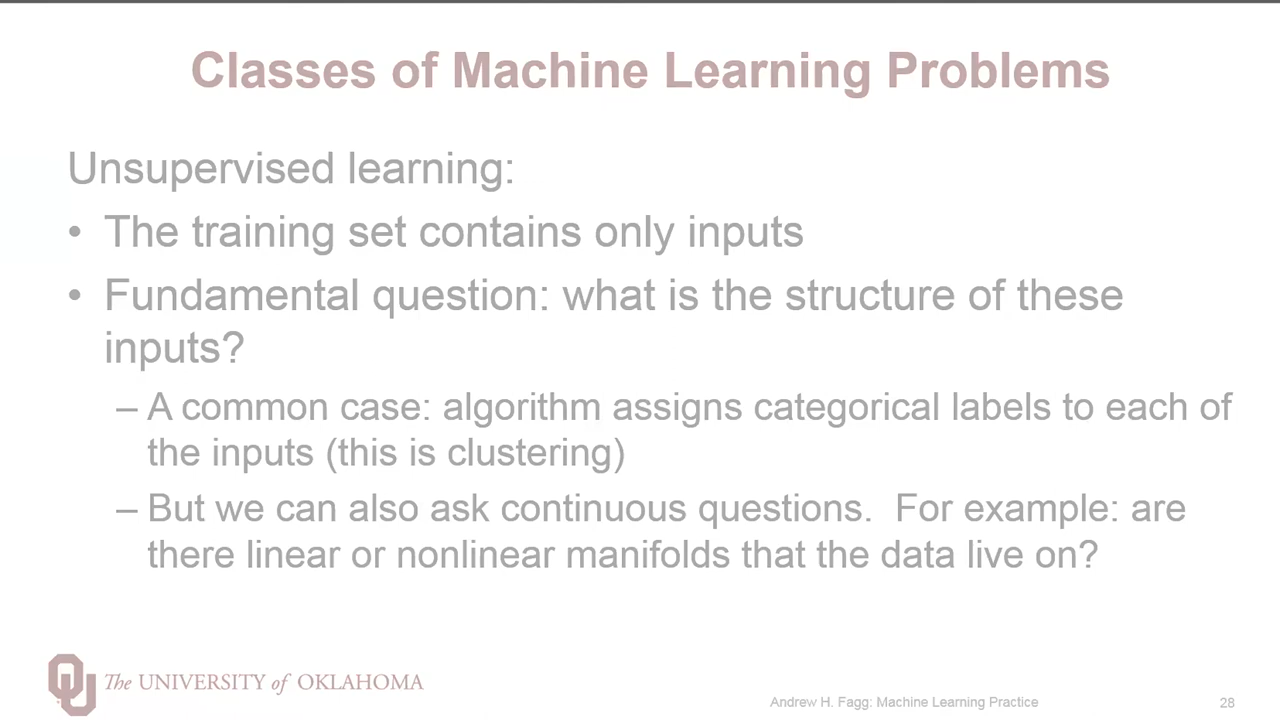 Classes of Machine Learning Problems
Unsupervised learning:
• The training set contains only inputs
• Fundamental question: what is the structure of these
inputs?
– A common case: algorithm assigns categorical labels to each of
the inputs (this is clustering)
– But we can also ask continuous questions.  For example: are
there linear or nonlinear manifolds that the data live on?
The UNIVERSITY of OKLAHOMA
Andrew H. Fagg: Machine Learning Practice
28